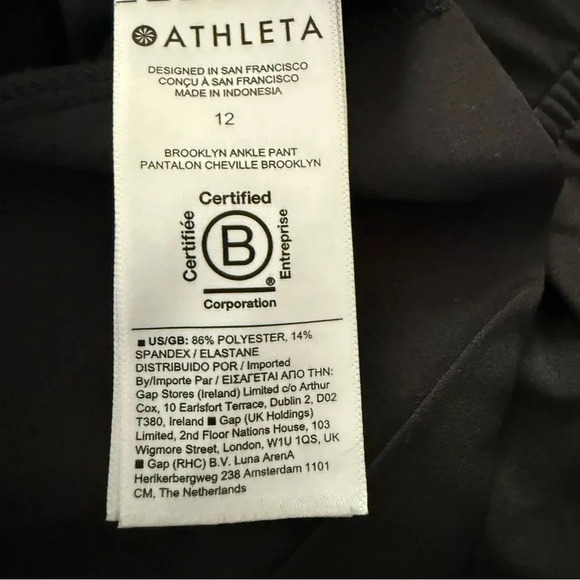 ATHLETA
DESIGNED IN SAN FRANCISCO
CONÇU À SAN FRANCISCO
MADE IN INDONESIA
12
BROOKLYN ANKLE PANT
PANTALON CHEVILLE BROOKLYN
Certified
Certifiée
B
Entreprise
®
Corporation
■ US/GB: 86% POLYESTER, 14%
SPANDEX / ELASTANE
DISTRIBUIDO POR / Imported
By/Importe Par / ΕΙΣΑΓΕΤΑΙ ΑΠΟ ΤΗΝ:
Gap Stores (Ireland) Limited c/o Arthur
Cox, 10 Earlsfort Terrace, Dublin 2, D02
T380, Ireland ■ Gap (UK Holdings)
Limited, 2nd Floor Nations House, 103
Wigmore Street, London, W1U 1QS, UK
■ Gap (RHC) B.V. Luna ArenA
Herikerbergweg 238 Amsterdam 1101
CM, The Netherlands